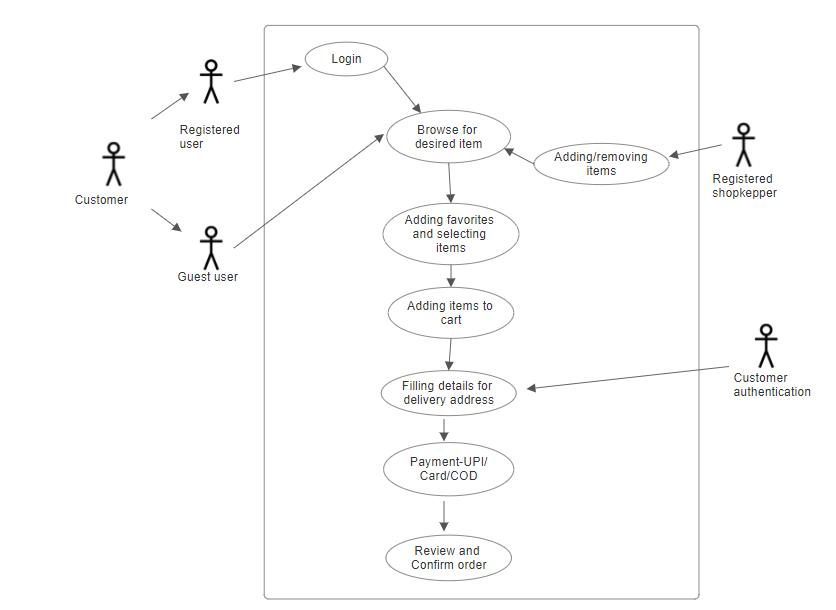 Login
Registered
user
Browse for
desired item
Adding/removing
items
Registered
shopkepper
Customer
Guest user
Adding favorites
and selecting
items
Adding items to
cart
Filling details for
delivery address
Customer
authentication
Payment-UPI/
Card/COD
Review and
Confirm order